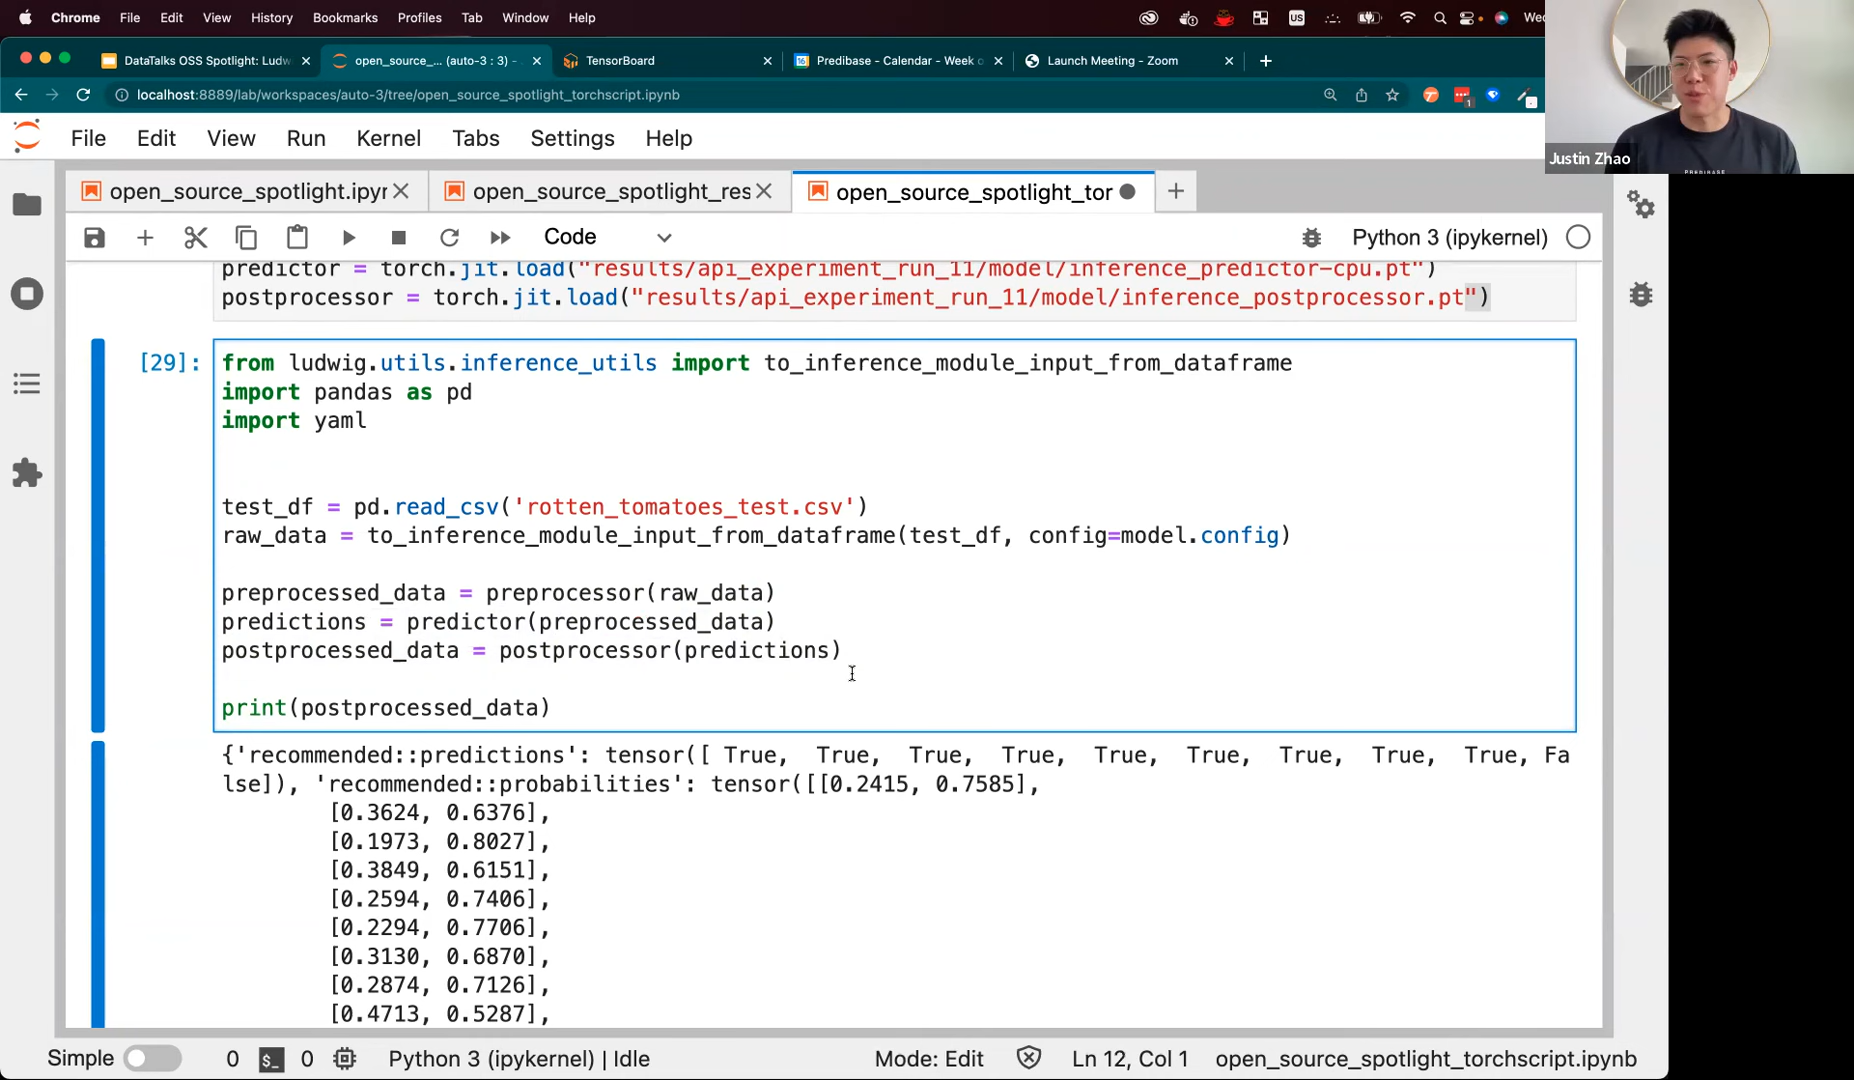 Chrome File Edit View History Bookmarks Profiles Tab Window Help US We
DataTalks OSS Spotlight: Ludw open_source_... (auto-3 : 3) - TensorBoard 16 Predibase - Calendar - Week o Launch Meeting - Zoom
localhost:8889/lab/workspaces/auto-3/tree/open_source_spotlight_torchscript.ipynb
Justin Zhao
PREDIBASE
File Edit View Run Kernel Tabs Settings Help
open_source_spotlight.ipyr open_source_spotlight_res open_source_spotlight_tor
Code Python 3 (ipykernel)
predictor = torch.jit.load("results/api_experiment_run_11/model/inference_predictor-cpu.pt")
postprocessor = torch.jit.load("results/api_experiment_run_11/model/inference_postprocessor.pt")
[29]: from ludwig.utils.inference_utils import to_inference_module_input_from_dataframe
import pandas as pd
import yaml
test_df = pd.read_csv('rotten_tomatoes_test.csv')
raw_data = to_inference_module_input_from_dataframe(test_df, config=model.config)
preprocessed_data = preprocessor(raw_data)
predictions = predictor(preprocessed_data)
postprocessed_data = postprocessor(predictions)
print(postprocessed_data)
{'recommended::predictions': tensor([ True, True, True, True, True, True, True, True, True, Fa
lse]), 'recommended::probabilities': tensor([[0.2415, 0.7585],
[0.3624, 0.6376],
[0.1973, 0.8027],
[0.3849, 0.6151],
[0.2594, 0.7406],
[0.2294, 0.7706],
[0.3130, 0.6870],
[0.2874, 0.7126],
[0.4713, 0.5287],
Simple 0 $_ 0 Python 3 (ipykernel) | Idle Mode: Edit Ln 12, Col 1 open_source_spotlight_torchscript.ipynb